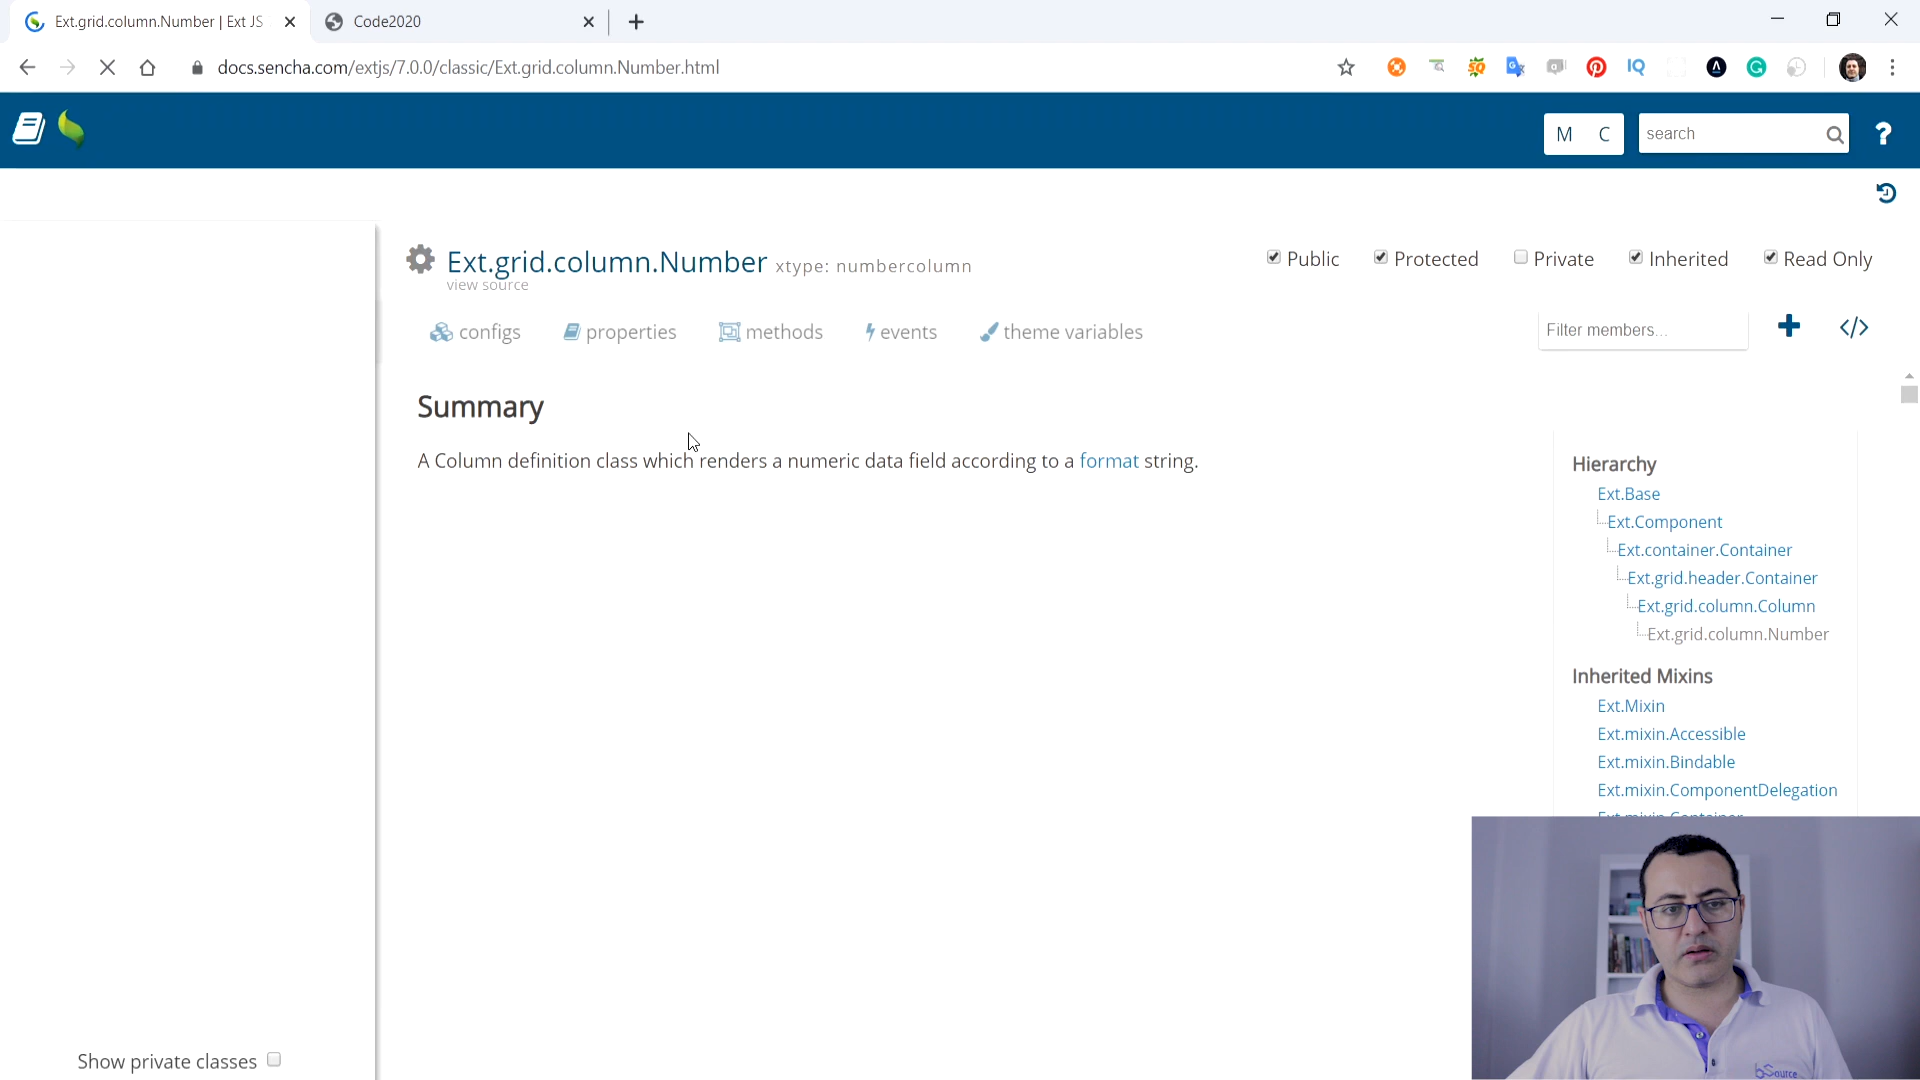 Ext.grid.column.Number | Ext JS
Code2020
docs.sencha.com/extjs/7.0.0/classic/Ext.grid.column.Number.html
M C
search
?
Ext.grid.column.Number xtype: numbercolumn
view source
Public
Protected
Private
Inherited
Read Only
configs
properties
methods
events
theme variables
Filter members...
</>
Summary
A Column definition class which renders a numeric data field according to a format string.
Hierarchy
Ext.Base
Ext.Component
Ext.container.Container
Ext.grid.header.Container
Ext.grid.column.Column
Ext.grid.column.Number
Inherited Mixins
Ext.Mixin
Ext.mixin.Accessible
Ext.mixin.Bindable
Ext.mixin.ComponentDelegation
Ext.mixin.Container
Show private classes
bSource